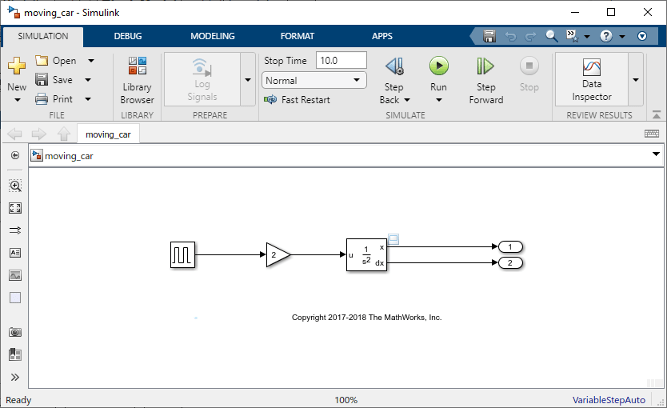 moving_car - Simulink
SIMULATION DEBUG MODELING FORMAT APPS
New
Open
Save
Print
FILE
Library
Browser
LIBRARY
Log
Signals
PREPARE
Stop Time 10.0
Normal
Fast Restart
Step
Back
Run
Step
Forward
Stop
SIMULATE
Data
Inspector
REVIEW RESULTS
moving_car
moving_car
2
u
1
s2
x
dx
1
2
Copyright 2017-2018 The MathWorks, Inc.
Ready 100% VariableStepAuto